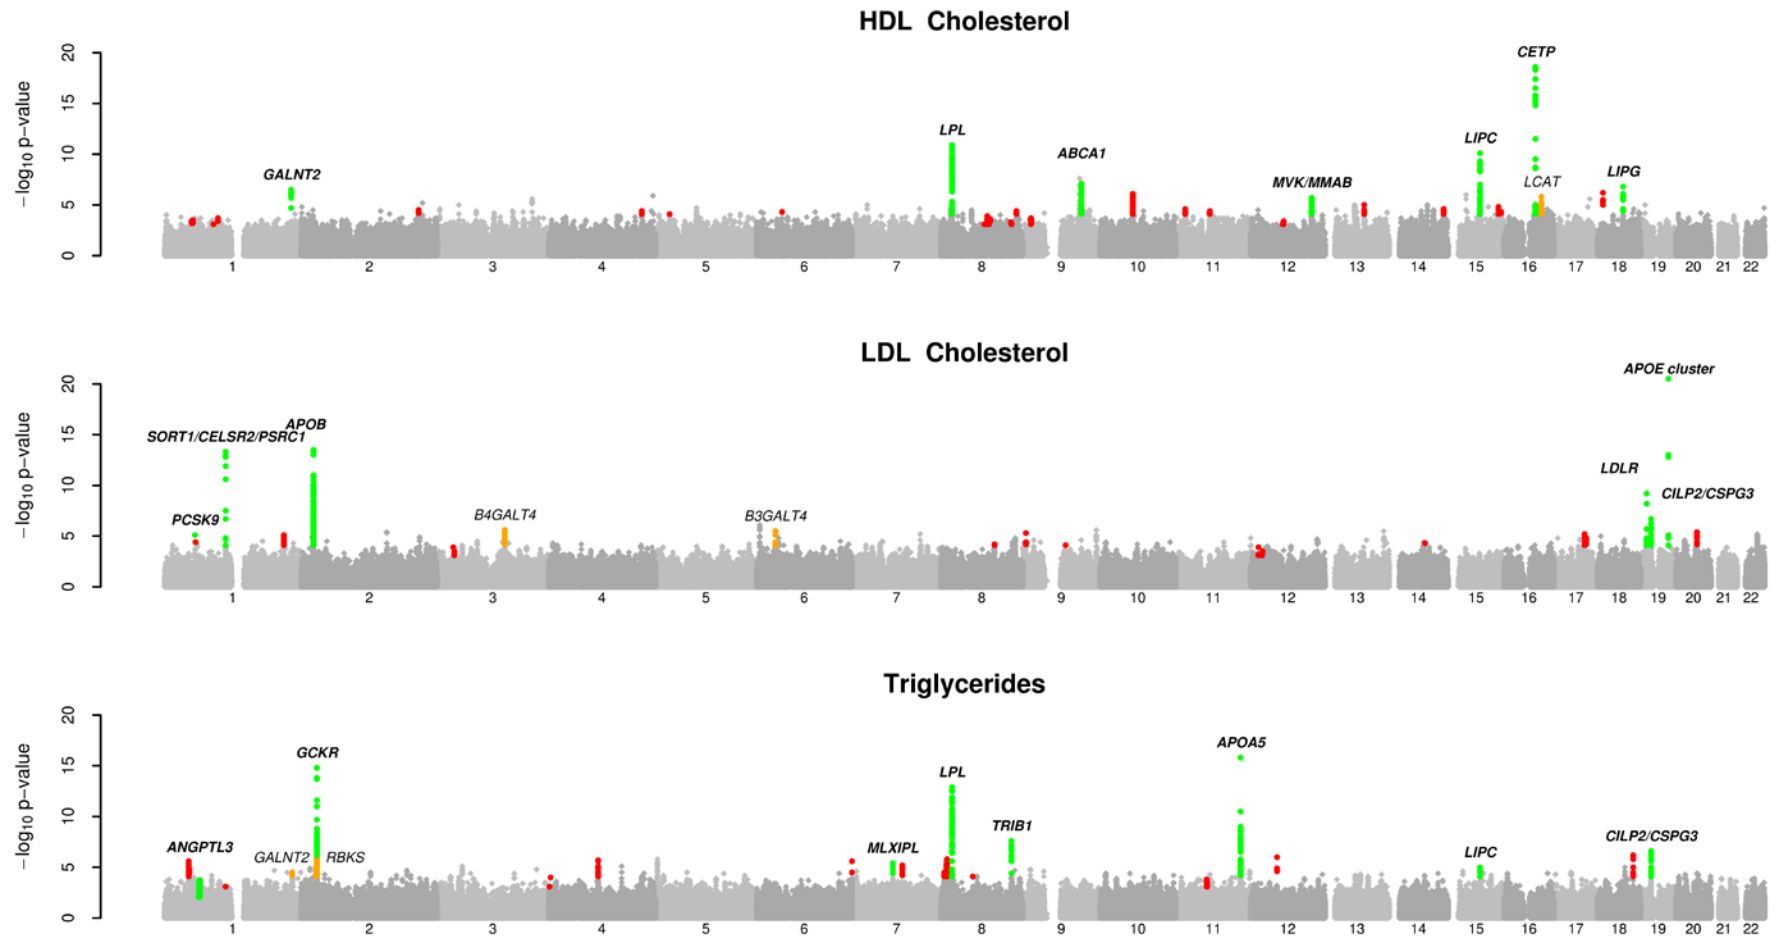 HDL Cholesterol
−log10 p−value
20
15
10
5
0
GALNT2
LPL
ABCA1
MVK/MMAB
LIPC
CETP
LCAT
LIPG
1 2 3 4 5 6 7 8 9 10 11 12 13 14 15 16 17 18 19 20 21 22
LDL Cholesterol
−log10 p−value
20
15
10
5
0
SORT1/CELSR2/PSRC1
APOB
PCSK9
B4GALT4
B3GALT4
APOE cluster
LDLR
CILP2/CSPG3
1 2 3 4 5 6 7 8 9 10 11 12 13 14 15 16 17 18 19 20 21 22
Triglycerides
−log10 p−value
20
15
10
5
0
ANGPTL3
GCKR
GALNT2
RBKS
MLXIPL
LPL
TRIB1
APOA5
LIPC
CILP2/CSPG3
1 2 3 4 5 6 7 8 9 10 11 12 13 14 15 16 17 18 19 20 21 22